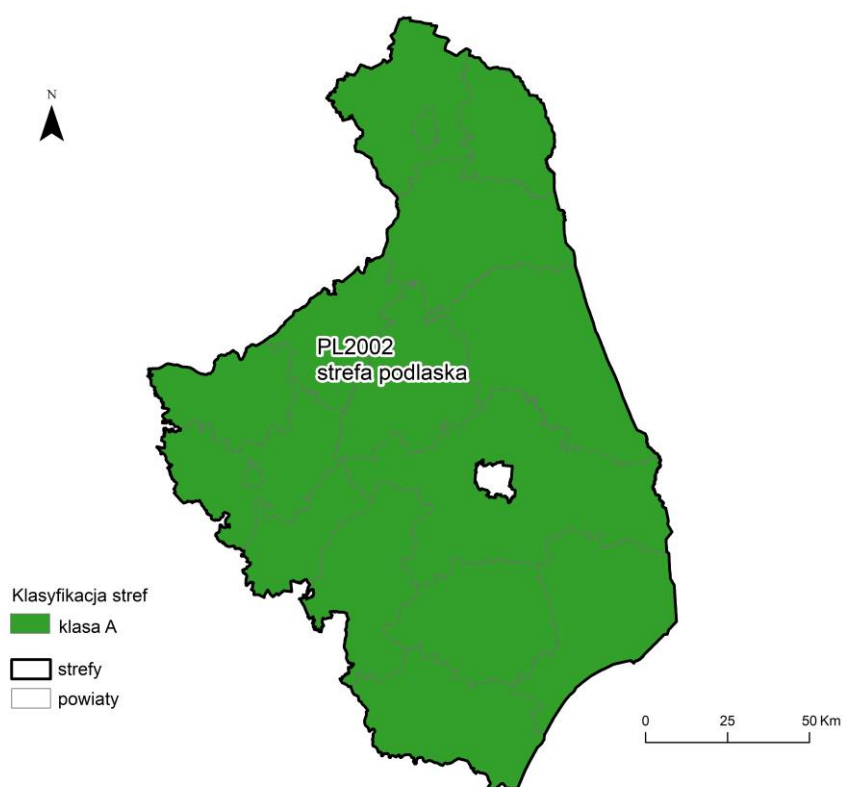 N
PL2002
strefa podlaska
Klasyfikacja stref
klasa A
strefy
powiaty
0 25 50 Km